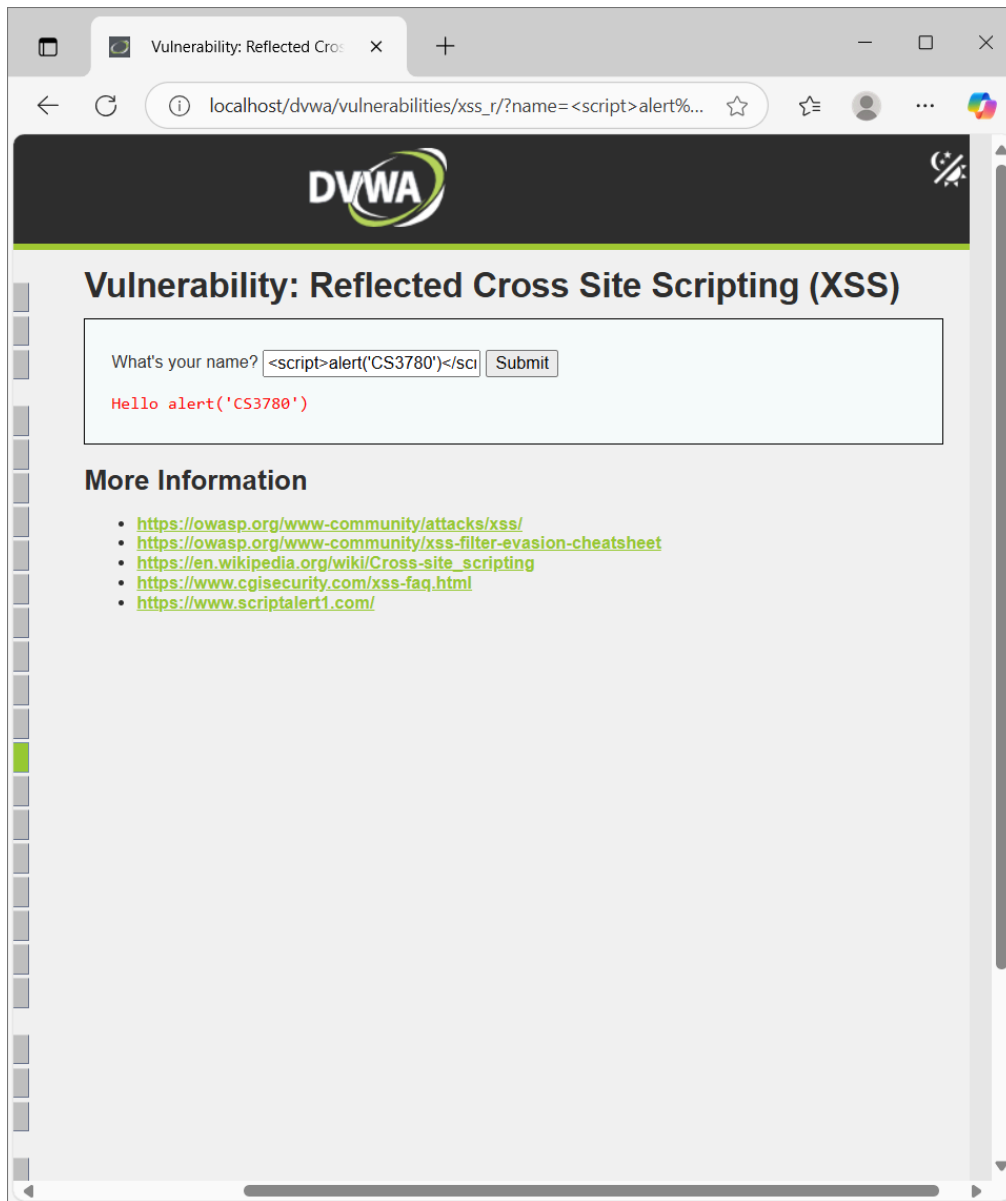 Vulnerability: Reflected Cros
localhost/dvwa/vulnerabilities/xss_r/?name=<script>alert%...
DVWA
Vulnerability: Reflected Cross Site Scripting (XSS)
What's your name? <script>alert('CS3780')</scr Submit
Hello alert('CS3780')
More Information
https://owasp.org/www-community/attacks/xss/
https://owasp.org/www-community/xss-filter-evasion-cheatsheet
https://en.wikipedia.org/wiki/Cross-site_scripting
https://www.cgisecurity.com/xss-faq.html
https://www.scriptalert1.com/